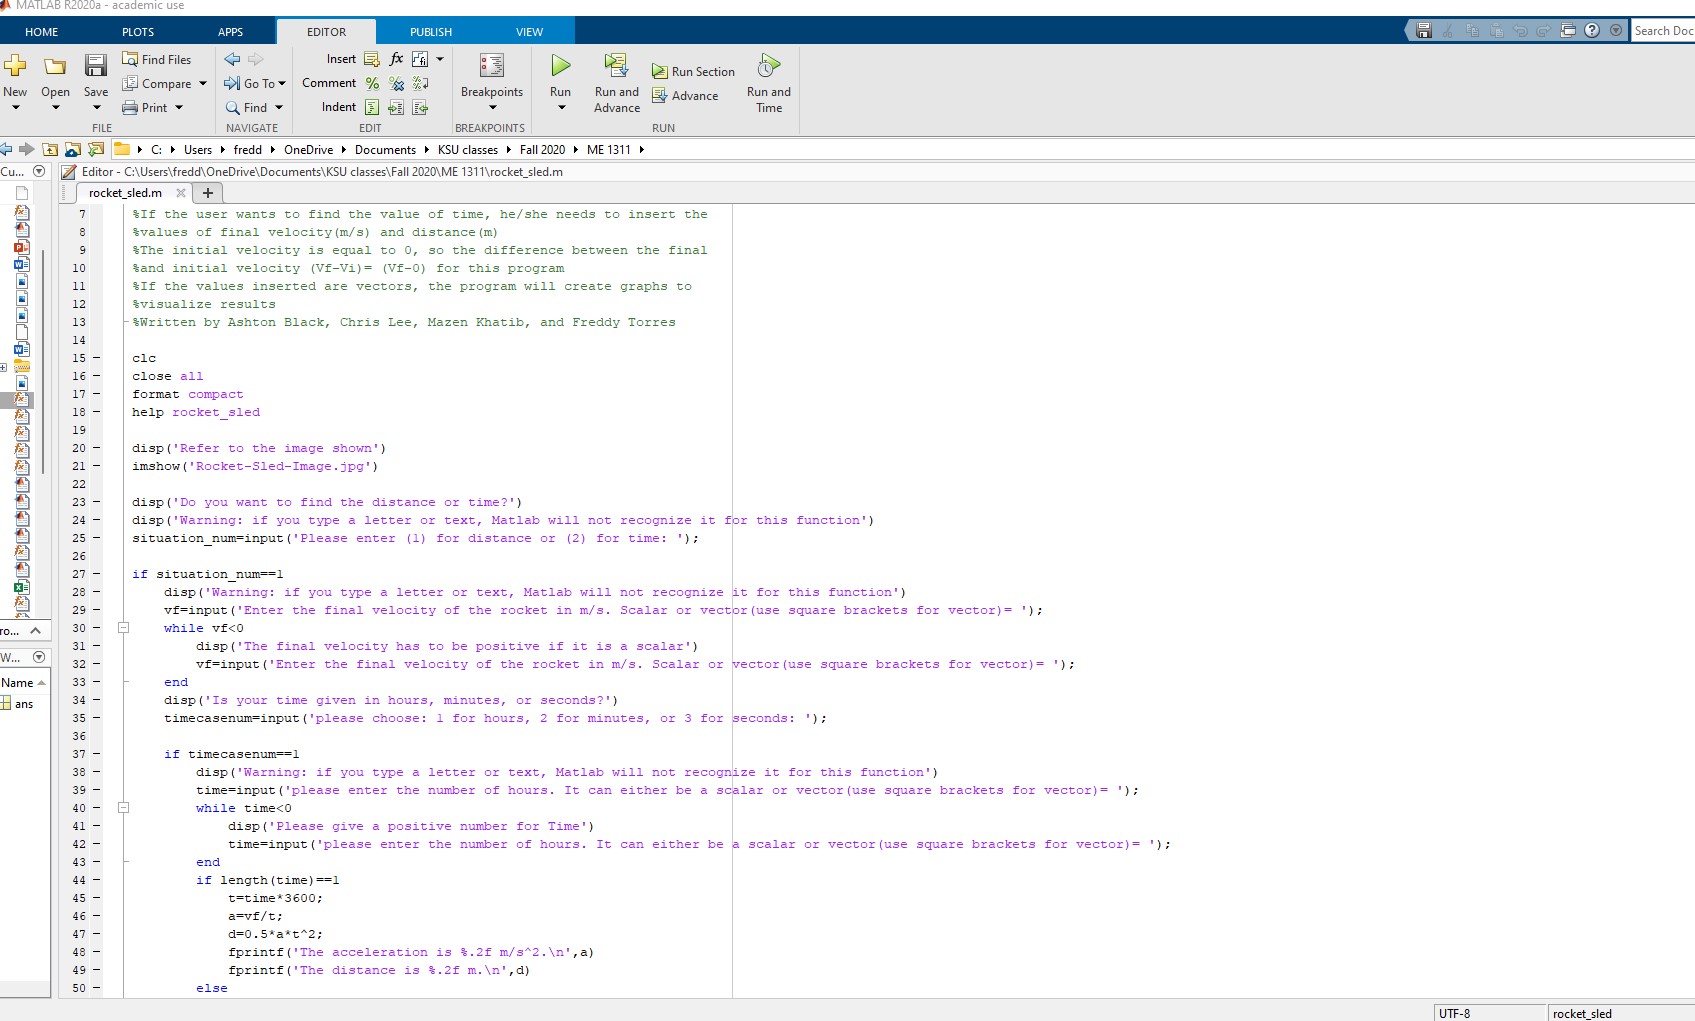 MATLAB R2020a - academic use
HOME PLOTS APPS EDITOR PUBLISH VIEW Search Doc
New Open Save Find Files Compare Print
FILE
Go To Find
NAVIGATE
Insert fx
Comment
Indent
EDIT
Breakpoints
BREAKPOINTS
Run Run and Advance Run Section Advance Run and Time
RUN
C: Users fredd OneDrive Documents KSU classes Fall 2020 ME 1311
Cu...
Editor - C:\Users\fredd\OneDrive\Documents\KSU classes\Fall 2020\ME 1311\rocket_sled.m
rocket_sled.m +
7 %If the user wants to find the value of time, he/she needs to insert the
8 %values of final velocity(m/s) and distance(m)
9 %The initial velocity is equal to 0, so the difference between the final
10 %and initial velocity (Vf-Vi)= (Vf-0) for this program
11 %If the values inserted are vectors, the program will create graphs to
12 %visualize results
13 %Written by Ashton Black, Chris Lee, Mazen Khatib, and Freddy Torres
14
15 clc
16 close all
17 format compact
18 help rocket_sled
19
20 disp('Refer to the image shown')
21 imshow('Rocket-Sled-Image.jpg')
22
23 disp('Do you want to find the distance or time?')
24 disp('Warning: if you type a letter or text, Matlab will not recognize it for this function')
25 situation_num=input('Please enter (1) for distance or (2) for time: ');
26
27 if situation_num==1
28 disp('Warning: if you type a letter or text, Matlab will not recognize it for this function')
29 vf=input('Enter the final velocity of the rocket in m/s. Scalar or vector(use square brackets for vector)= ');
30 while vf<0
31 disp('The final velocity has to be positive if it is a scalar')
32 vf=input('Enter the final velocity of the rocket in m/s. Scalar or vector(use square brackets for vector)= ');
33 end
34 disp('Is your time given in hours, minutes, or seconds?')
35 timecasenum=input('please choose: 1 for hours, 2 for minutes, or 3 for seconds: ');
36
37 if timecasenum==1
38 disp('Warning: if you type a letter or text, Matlab will not recognize it for this function')
39 time=input('please enter the number of hours. It can either be a scalar or vector(use square brackets for vector)= ');
40 while time<0
41 disp('Please give a positive number for Time')
42 time=input('please enter the number of hours. It can either be a scalar or vector(use square brackets for vector)= ');
43 end
44 if length(time)==1
45 t=time*3600;
46 a=vf/t;
47 d=0.5*a*t^2;
48 fprintf('The acceleration is %.2f m/s^2.\n',a)
49 fprintf('The distance is %.2f m.\n',d)
50 else
ro...
W...
Name
ans
UTF-8 rocket_sled